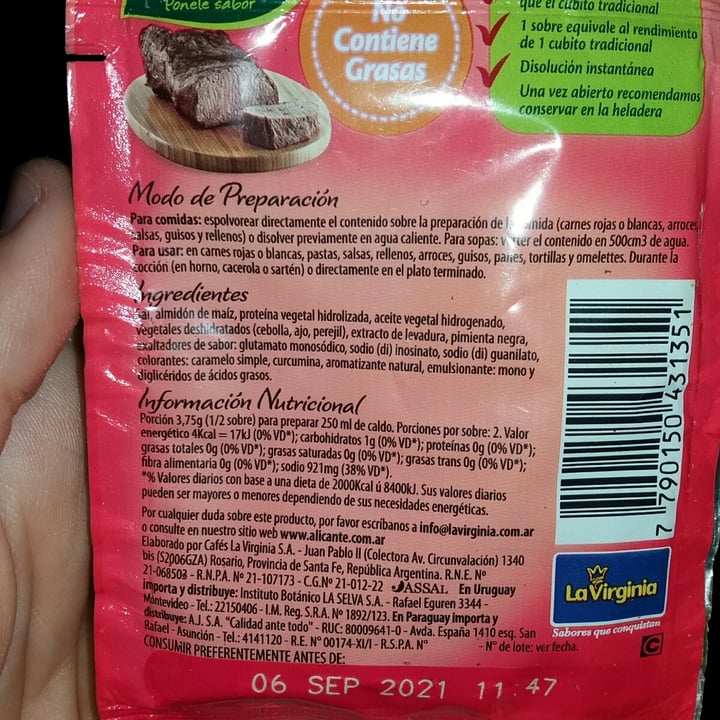 Ponele sabor
No
Contiene
Grasas
que el cubito tradicional
1 sobre equivale al rendimiento
de 1 cubito tradicional
Disolución instantánea
Una vez abierto recomendamos
conservar en la heladera
Modo de Preparación
Para comidas: espolvorear directamente el contenido sobre la preparación de la comida (carnes rojas o blancas, arroces
salsas, guisos y rellenos) o disolver previamente en agua caliente. Para sopas: verter el contenido en 500cm3 de agua.
Para usar: en carnes rojas o blancas, pastas, salsas, rellenos, arroces, guisos, panes, tortillas y omelettes. Durante la
cocción (en horno, cacerola o sartén) o directamente en el plato terminado.
Ingredientes
Sal, almidón de maíz, proteína vegetal hidrolizada, aceite vegetal hidrogenado,
vegetales deshidratados (cebolla, ajo, perejil), extracto de levadura, pimienta negra,
exaltadores de sabor: glutamato monosódico, sodio (di) inosinato, sodio (di) guanilato,
colorantes: caramelo simple, curcumina, aromatizante natural, emulsionante: mono y
diglicéridos de ácidos grasos.
Información Nutricional
Porción 3,75g (1/2 sobre) para preparar 250 ml de caldo. Porciones por sobre: 2. Valor
energético 4Kcal = 17kJ (0% VD*); carbohidratos 1g (0% VD*); proteínas 0g (0% VD*);
grasas totales 0g (0% VD*); grasas saturadas 0g (0% VD*); grasas trans 0g (0% VD*);
fibra alimentaria 0g (0% VD*); sodio 921mg (38% VD*).
*% Valores diarios con base a una dieta de 2000Kcal ú 8400kJ. Sus valores diarios
pueden ser mayores o menores dependiendo de sus necesidades energéticas.
Por cualquier duda sobre este producto, por favor escríbanos a info@lavirginia.com.ar
o consulte en nuestro sitio web www.alicante.com.ar
Elaborado por Cafés La Virginia S.A. - Juan Pablo II (Colectora Av. Circunvalación) 1340
bis (S2006GZA) Rosario, Provincia de Santa Fe, República Argentina. R.N.E. Nº
21-068503 - R.N.P.A. Nº 21-107173 - C.G.Nº 21-012-22 ASSAL En Uruguay
importa y distribuye: Instituto Botánico LA SELVA S.A. - Rafael Eguren 3344 -
Montevideo - Tel.: 22150406 - I.M. Reg. S.R.A. Nº 1892/123. En Paraguay importa y
distribuye: A.J. S.A. "Calidad ante todo" - RUC: 80009641-0 - Avda. España 1410 esq. San
Rafael - Asunción - Tel.: 4141120 - R.E. N° 00174-XI/I - R.S.P.A. N° - N° de lote: ver fecha.
CONSUMIR PREFERENTEMENTE ANTES DE:
06 SEP 2021 11 47
7 790150 431351
La Virginia
Sabores que conquistan
C